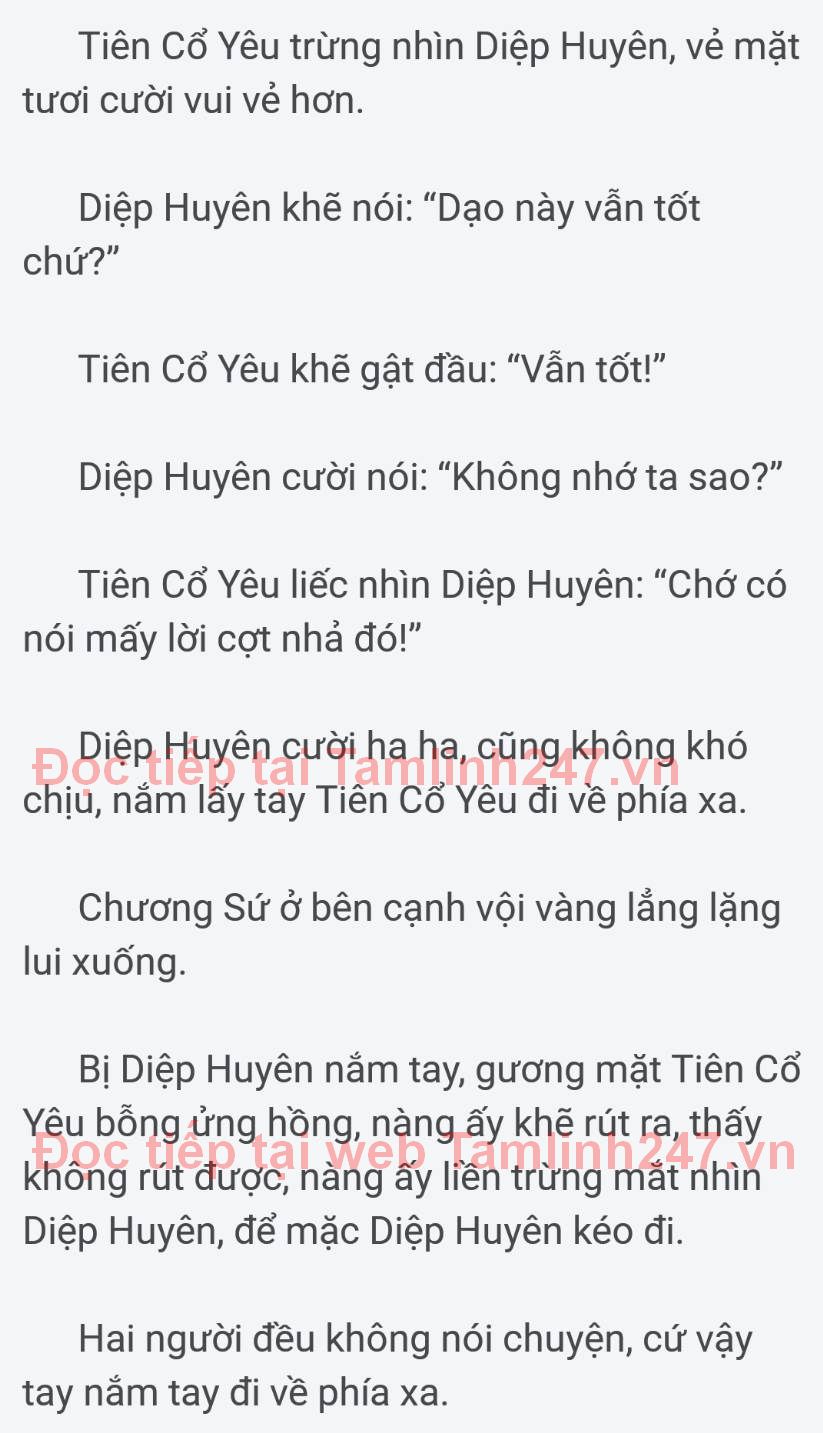 Tiên Cổ Yêu trừng nhìn Diệp Huyên, vẻ mặt
tươi cười vui vẻ hơn.
Diệp Huyên khẽ nói: “Dạo này vẫn tốt
chứ?”
Tiên Cổ Yêu khẽ gật đầu: “Vẫn tốt!”
Diệp Huyên cười nói: “Không nhớ ta sao?”
Tiên Cổ Yêu liếc nhìn Diệp Huyên: “Chớ có
nói mấy lời cợt nhả đó!”
Diệp Huyên cười ha ha, cũng không khó
Đọc tiếp tại Tamlinh247.vn
chịu, nắm lấy tay Tiên Cổ Yêu đi về phía xa.
Chương Sứ ở bên cạnh vội vàng lẳng lặng
lui xuống.
Bị Diệp Huyên nắm tay, gương mặt Tiên Cổ
Yêu bỗng ửng hồng, nàng ấy khẽ rút ra, thấy
Đọc tiếp tại web Tamlinh247.vn
không rút được, nàng ấy liền trừng mắt nhìn
Diệp Huyên, để mặc Diệp Huyên kéo đi.
Hai người đều không nói chuyện, cứ vậy
tay nắm tay đi về phía xa.